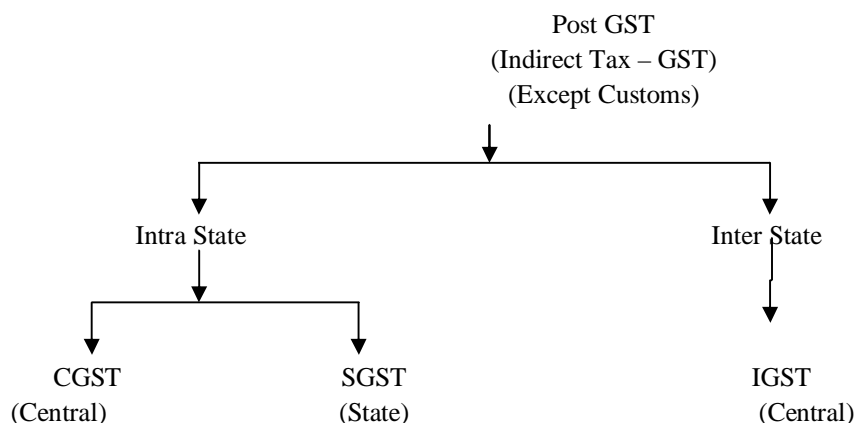 Post GST
(Indirect Tax – GST)
(Except Customs)
Intra State
Inter State
CGST
(Central)
SGST
(State)
IGST
(Central)